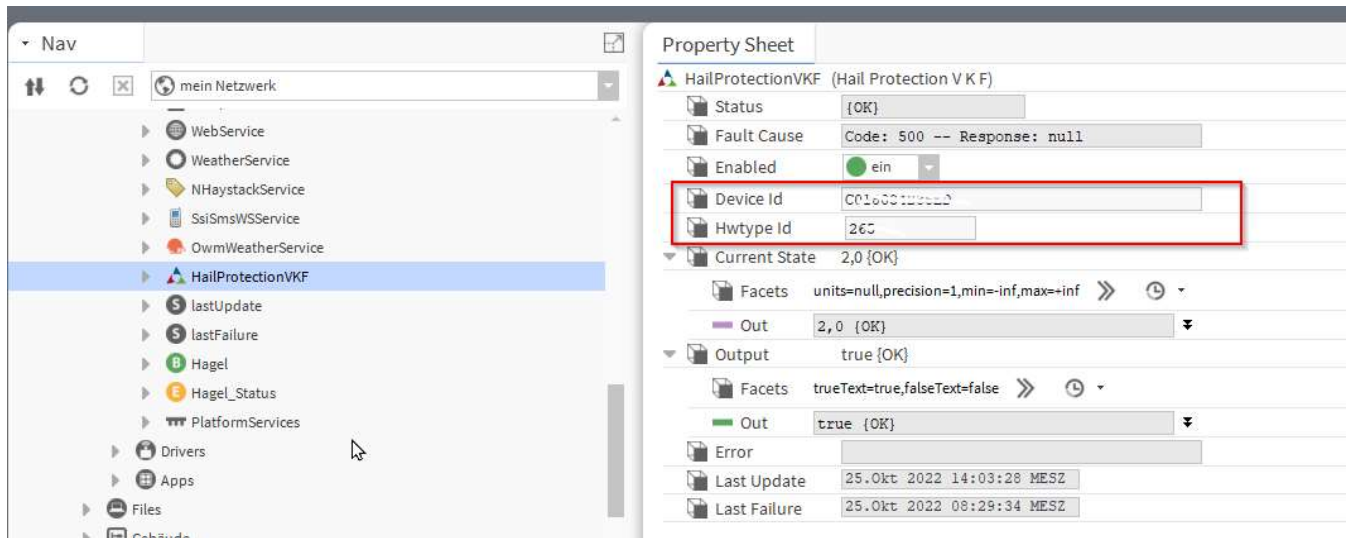 Nav
mein Netzwerk
WebService
WeatherService
NHaystackService
SsiSmsWSService
OwmWeatherService
HailProtectionVKF
lastUpdate
lastFailure
Hagel
Hagel_Status
PlatformServices
Drivers
Apps
Files
Property Sheet
HailProtectionVKF (Hail Protection V K F)
Status {OK}
Fault Cause Code: 500 -- Response: null
Enabled ein
Device Id
Hwtype Id
Current State 2,0 {OK}
Facets units=null,precision=1,min=-inf,max=+inf
Out 2,0 {OK}
Output true {OK}
Facets trueText=true,falseText=false
Out true {OK}
Error
Last Update 25.Okt 2022 14:03:28 MESZ
Last Failure 25.Okt 2022 08:29:34 MESZ